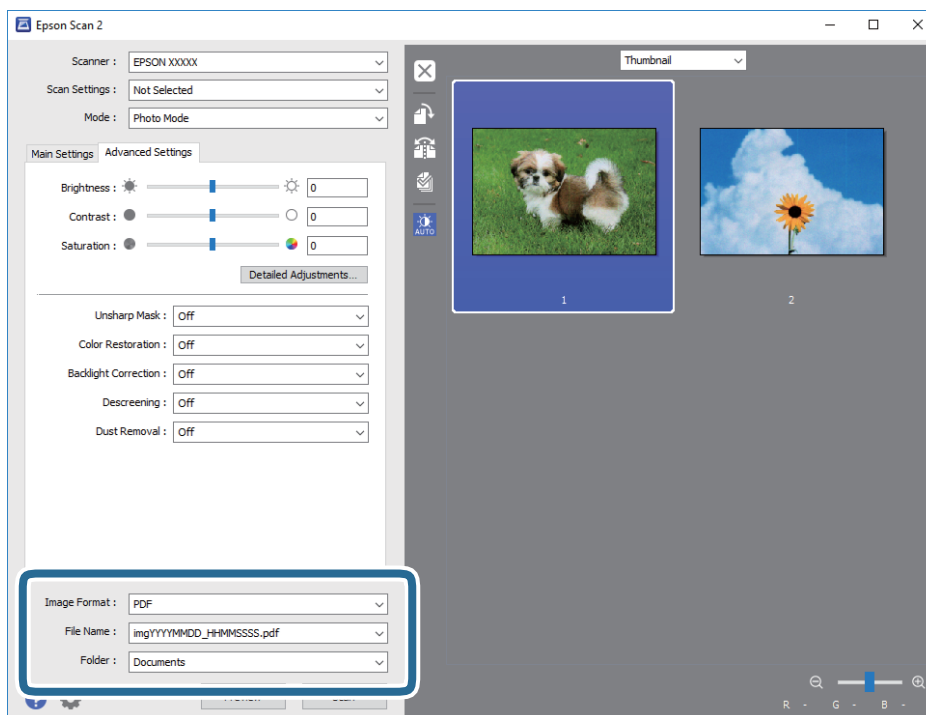 Epson Scan 2
Scanner : EPSON XXXXX
Scan Settings : Not Selected
Mode : Photo Mode
Main Settings Advanced Settings
Brightness : 0
Contrast : 0
Saturation : 0
Detailed Adjustments...
Unsharp Mask : Off
Color Restoration : Off
Backlight Correction : Off
Descreening : Off
Dust Removal : Off
Image Format : PDF
File Name : imgYYYYMMDD_HHMMSSSS.pdf
Folder : Documents
Thumbnail
AUTO
1
2
R - G - B -